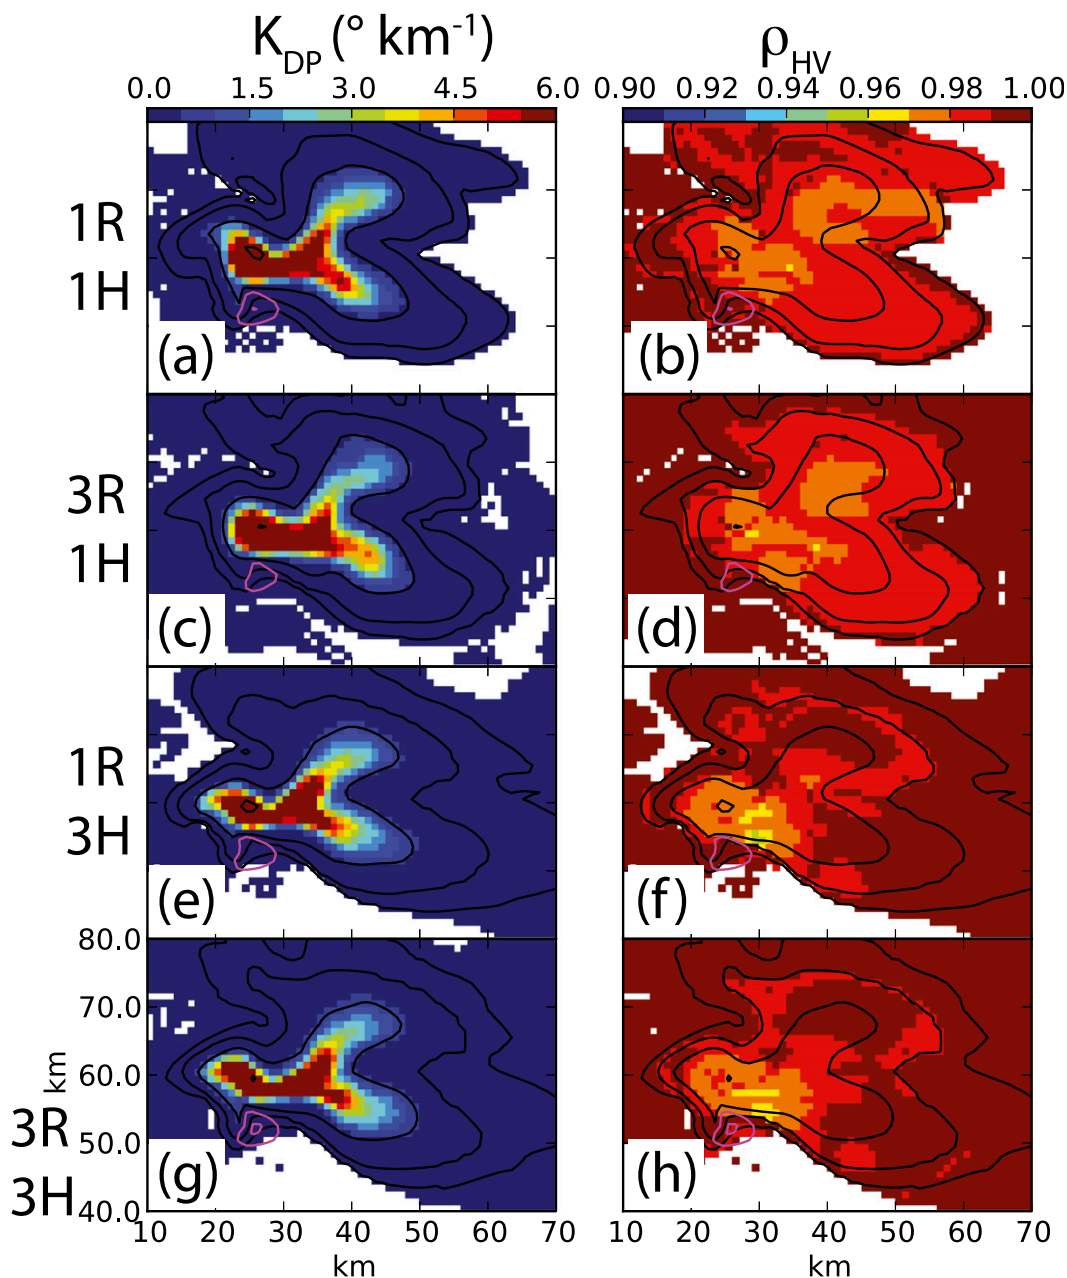 K_DP (° km⁻¹) ρ_HV
0.0 1.5 3.0 4.5 6.0 0.90 0.92 0.94 0.96 0.98 1.00
1R
1H
(a) (b)
3R
1H
(c) (d)
1R
3H
(e) (f)
80.0
70.0
60.0
km
50.0
40.0
3R
3H
(g) (h)
10 20 30 40 50 60 70 10 20 30 40 50 60 70
km km